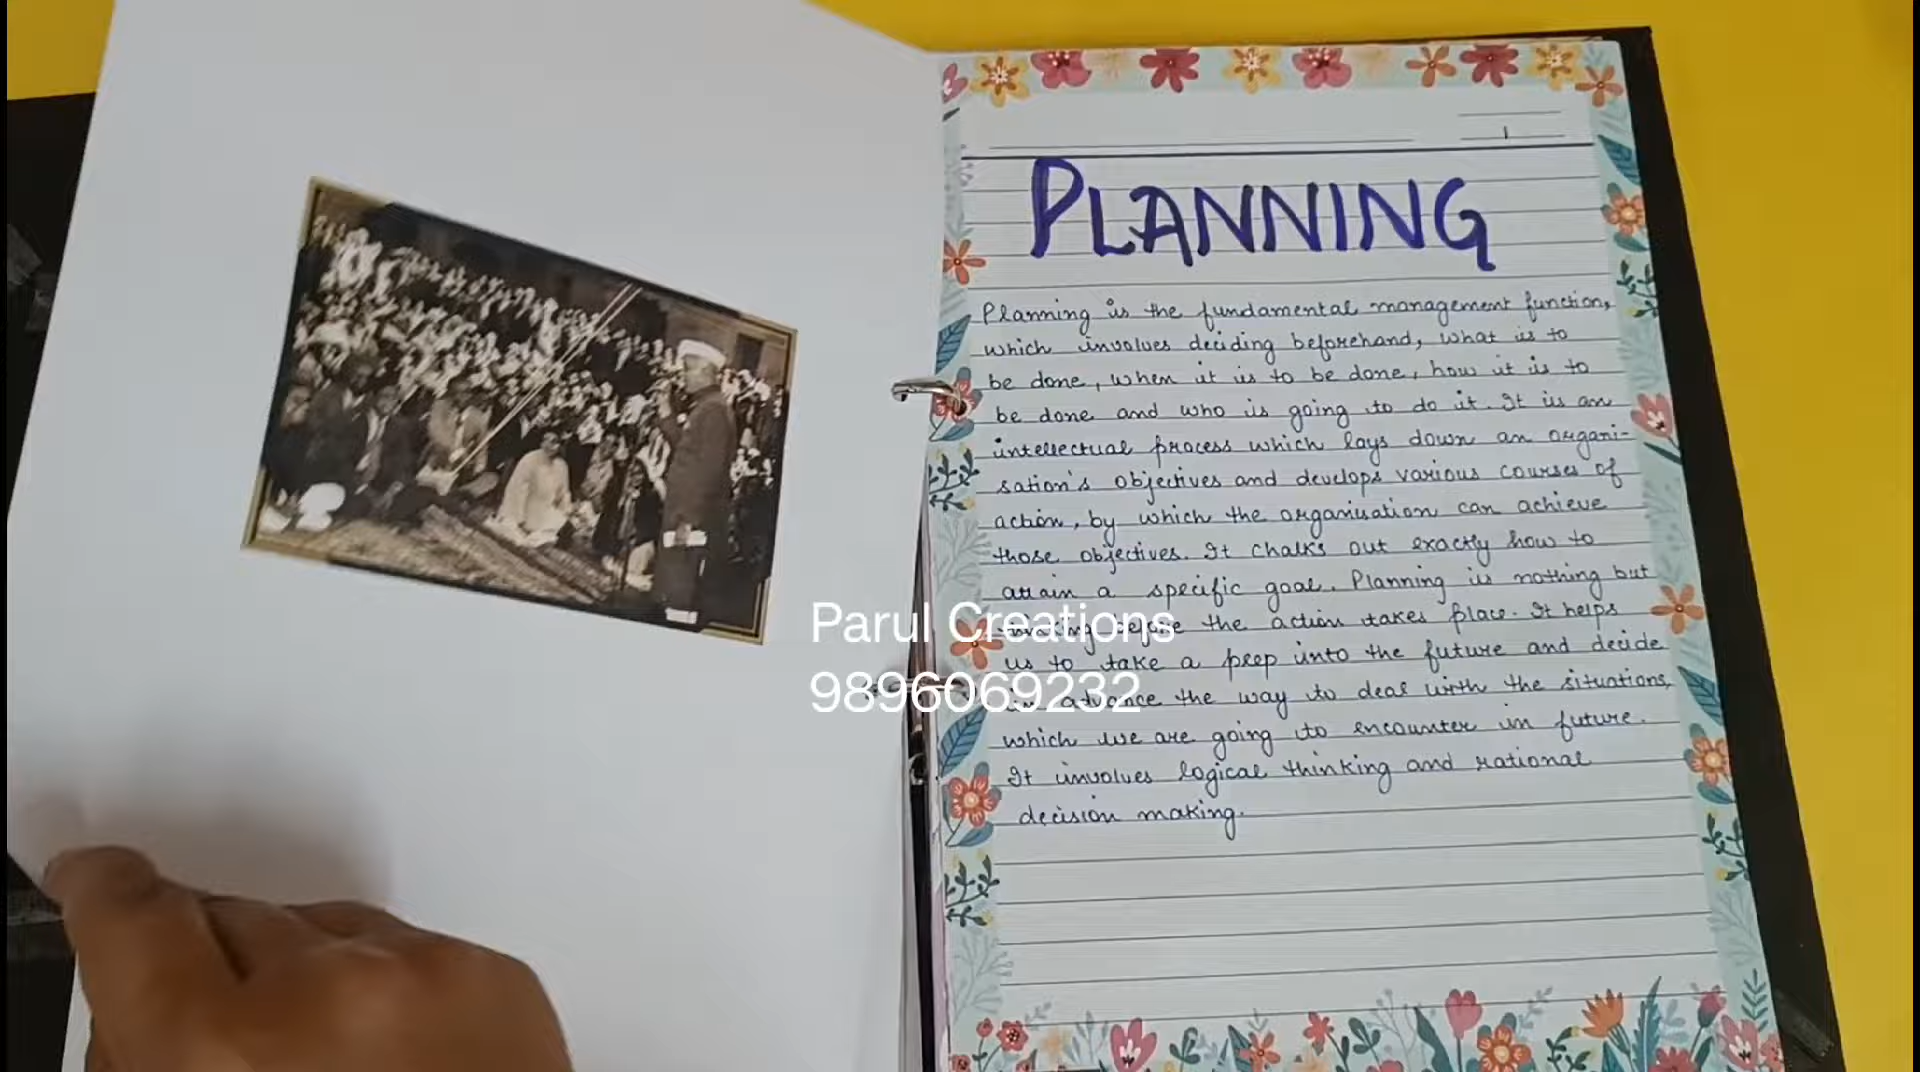 1
PLANNING
Planning is the fundamental management function,
which involves deciding beforehand, what is to
be done, when it is to be done, how it is to
be done and who is going to do it. It is an
intellectual process which lays down an organi-
sation's objectives and develops various courses of
action, by which the organisation can achieve
those objectives. It chalks out exactly how to
attain a specific goal. Planning is nothing but
thinking before the action takes place. It helps
us to take a peep into the future and decide
in advance the way to deal with the situations,
which we are going to encounter in future.
It involves logical thinking and rational
decision making.
Parul Creations
9896069232